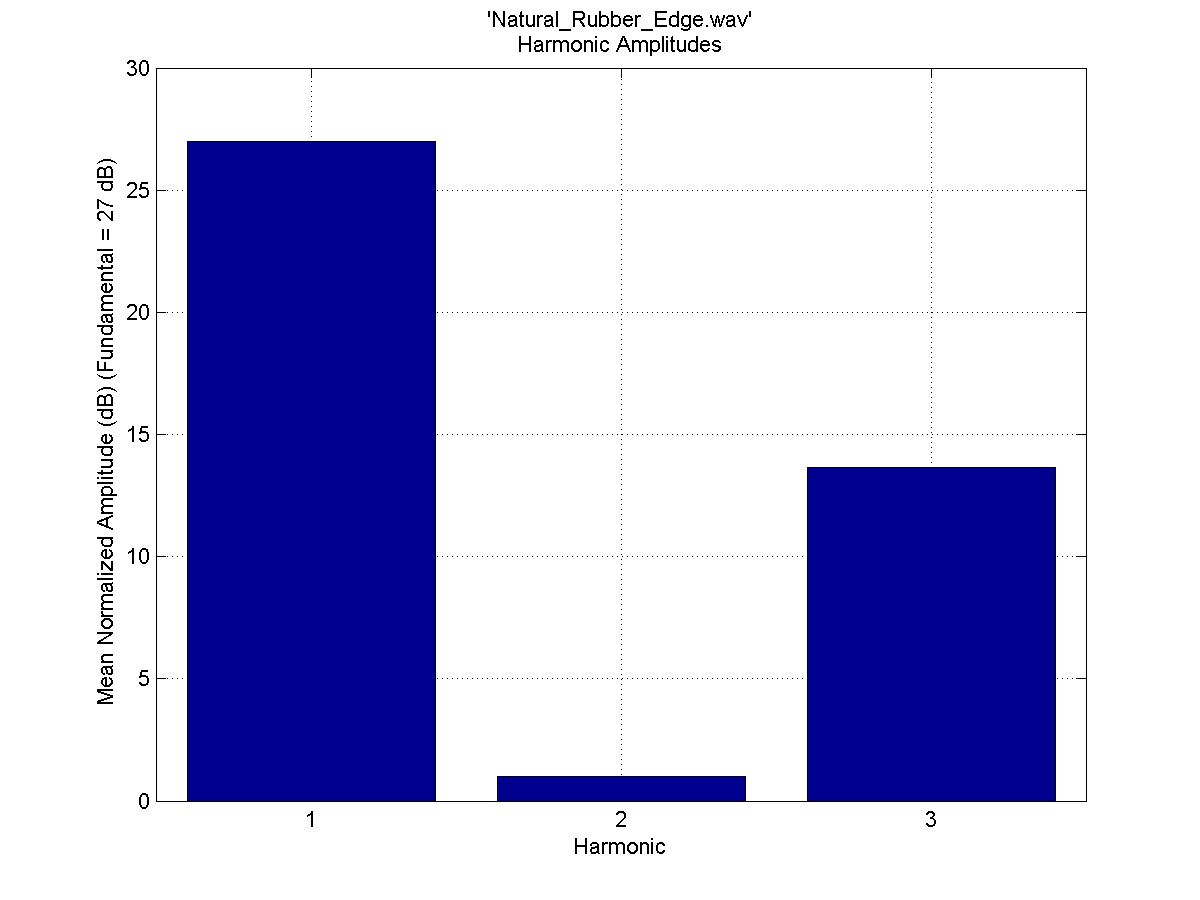 'Natural_Rubber_Edge.wav'
Harmonic Amplitudes
Mean Normalized Amplitude (dB) (Fundamental = 27 dB)
30
25
20
15
10
5
0
1 2 3
Harmonic